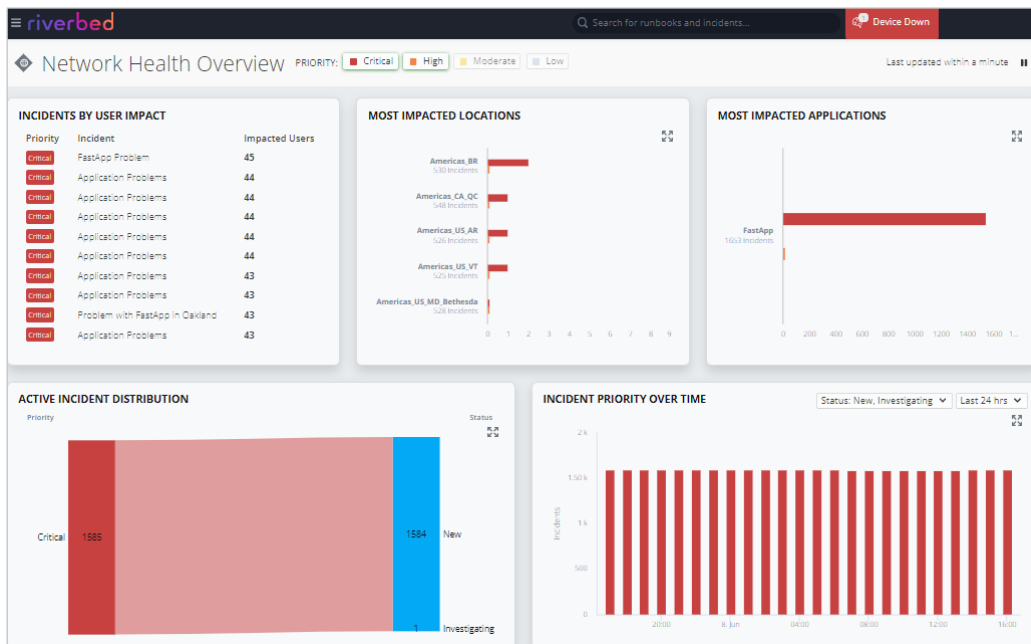 riverbed
Search for runbooks and incidents...
1
Device Down
Network Health Overview
PRIORITY:
Critical
High
Moderate
Low
Last updated within a minute
INCIDENTS BY USER IMPACT
Priority Incident Impacted Users
Critical FastApp Problem 45
Critical Application Problems 44
Critical Application Problems 44
Critical Application Problems 44
Critical Application Problems 44
Critical Application Problems 44
Critical Application Problems 43
Critical Application Problems 43
Critical Problem with FastApp in Oakland 43
Critical Application Problems 43
MOST IMPACTED LOCATIONS
Americas_BR
530 Incidents
Americas_CA_QC
548 Incidents
Americas_US_AR
526 Incidents
Americas_US_VT
525 Incidents
Americas_US_MD_Bethesda
528 Incidents
0 1 2 3 4 5 6 7 8 9
MOST IMPACTED APPLICATIONS
FastApp
1653 Incidents
0 200 400 600 800 1000 1200 1400 1600 1...
ACTIVE INCIDENT DISTRIBUTION
Priority Status
Critical 1585 1584 New
1 Investigating
INCIDENT PRIORITY OVER TIME
Status: New, Investigating
Last 24 hrs
Incidents
2 k
1.50 k
1 k
500
0
20:00 8. Jun 04:00 08:00 12:00 16:00